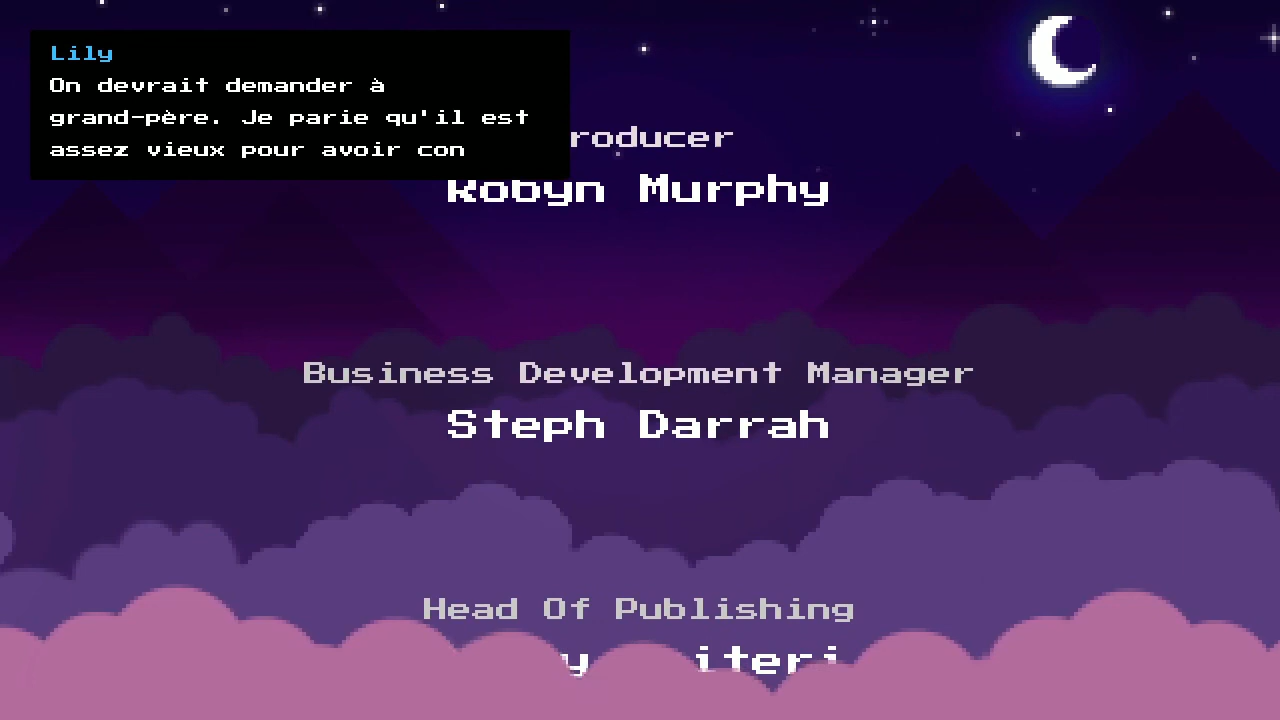 Lily
On devrait demander à
grand-père. Je parie qu'il est
assez vieux pour avoir con
roducer
Robyn Murphy
Business Development Manager
Steph Darrah
Head Of Publishing